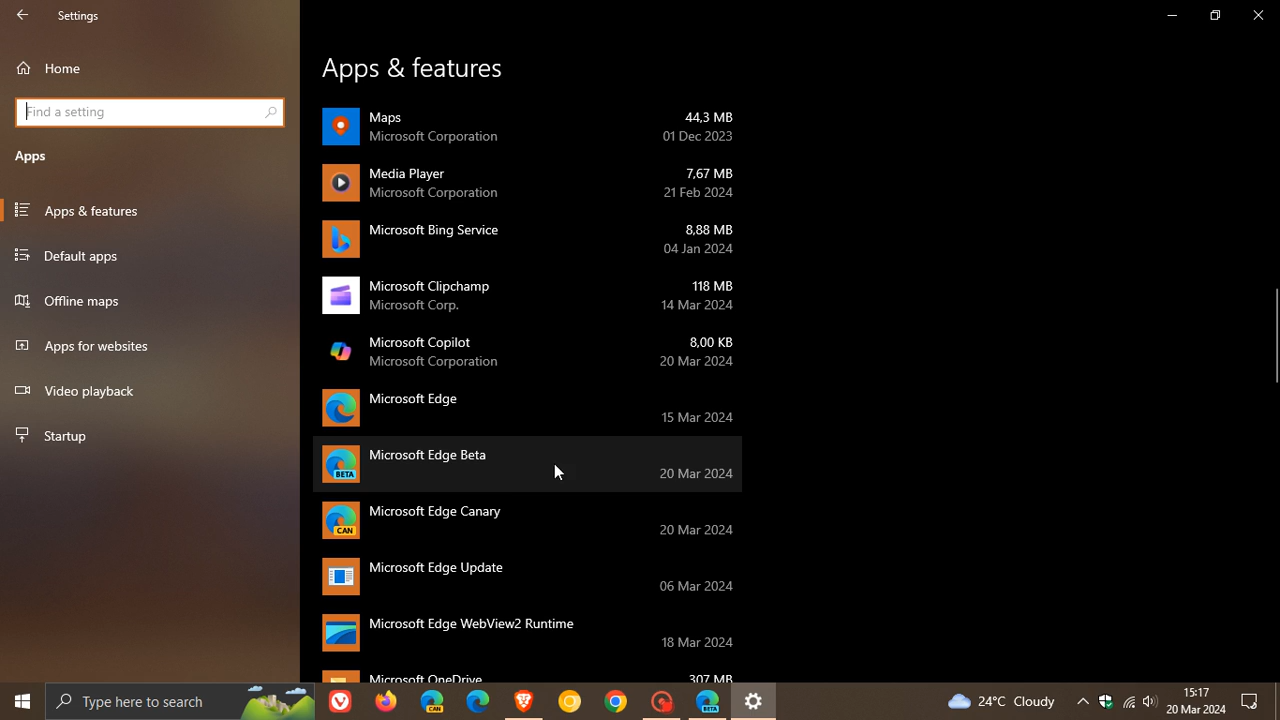 Settings
Home
Find a setting
Apps
Apps & features
Default apps
Offline maps
Apps for websites
Video playback
Startup
Apps & features
Maps 44,3 MB
Microsoft Corporation 01 Dec 2023
Media Player 7,67 MB
Microsoft Corporation 21 Feb 2024
Microsoft Bing Service 8,88 MB
04 Jan 2024
Microsoft Clipchamp 118 MB
Microsoft Corp. 14 Mar 2024
Microsoft Copilot 8,00 KB
Microsoft Corporation 20 Mar 2024
Microsoft Edge
15 Mar 2024
Microsoft Edge Beta
BETA 20 Mar 2024
Microsoft Edge Canary
CAN 20 Mar 2024
Microsoft Edge Update
06 Mar 2024
Microsoft Edge WebView2 Runtime
18 Mar 2024
Microsoft OneDrive 307 MB
Type here to search
CAN
BETA
24°C Cloudy
15:17
20 Mar 2024